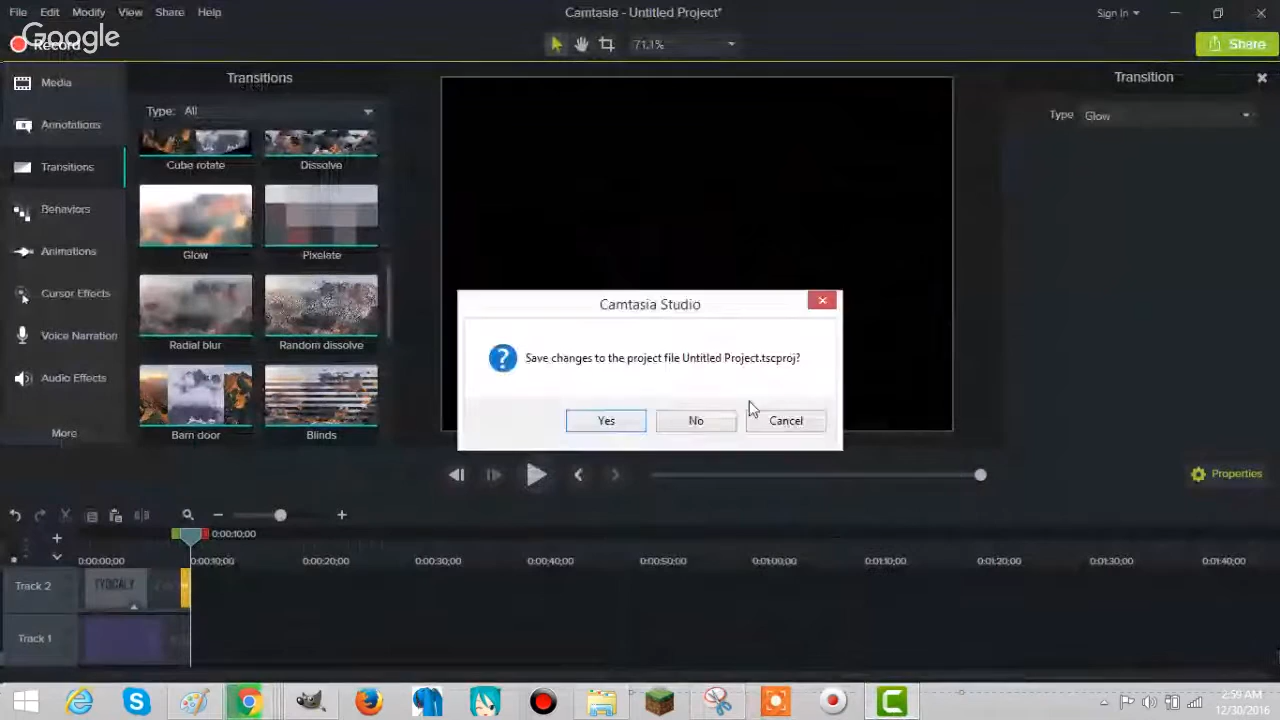 File Edit Modify View Share Help
Camtasia - Untitled Project*
Sign In
Google
Record
71.1%
Share
Media
Annotations
Transitions
Behaviors
Animations
Cursor Effects
Voice Narration
Audio Effects
More
Transitions
Type: All
Cube rotate
Dissolve
Glow
Pixelate
Radial blur
Random dissolve
Barn door
Blinds
Transition
Type Glow
Camtasia Studio
Save changes to the project file Untitled Project.tscproj?
Yes
No
Cancel
Properties
0:00:10;00
0:00:00;00
0:00:10;00
0:00:20;00
0:00:30;00
0:00:40;00
0:00:50;00
0:01:00;00
0:01:10;00
0:01:20;00
0:01:30;00
0:01:40;00
Track 2
Track 1
2:59 AM
12/30/2016